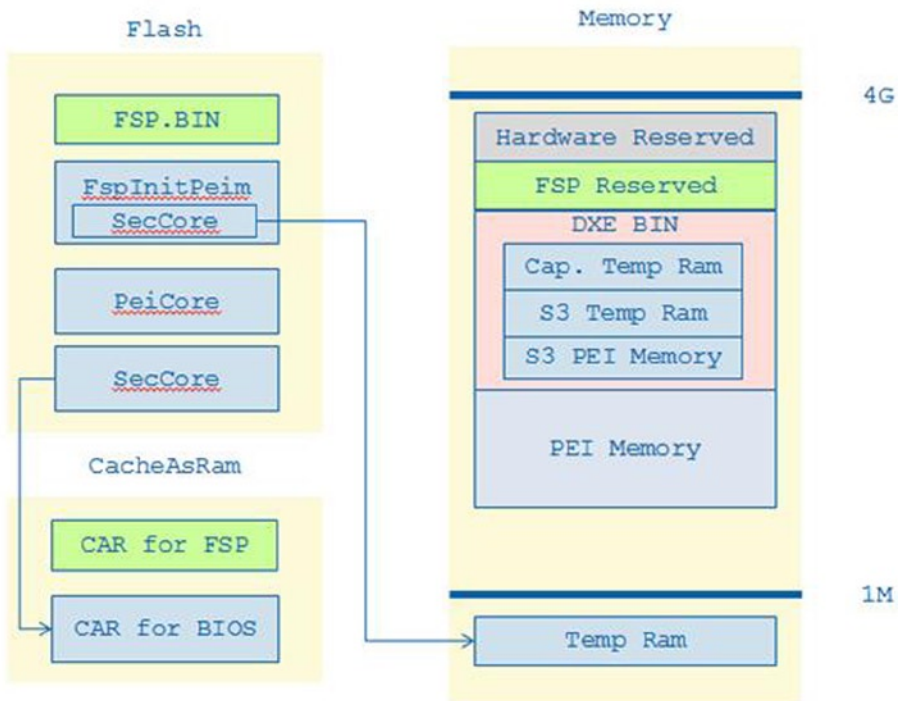 Flash
FSP.BIN
FspInitPeim
SecCore
PeiCore
SecCore
CacheAsRam
CAR for FSP
CAR for BIOS
Memory
4G
Hardware Reserved
FSP Reserved
DXE BIN
Cap. Temp Ram
S3 Temp Ram
S3 PEI Memory
PEI Memory
1M
Temp Ram